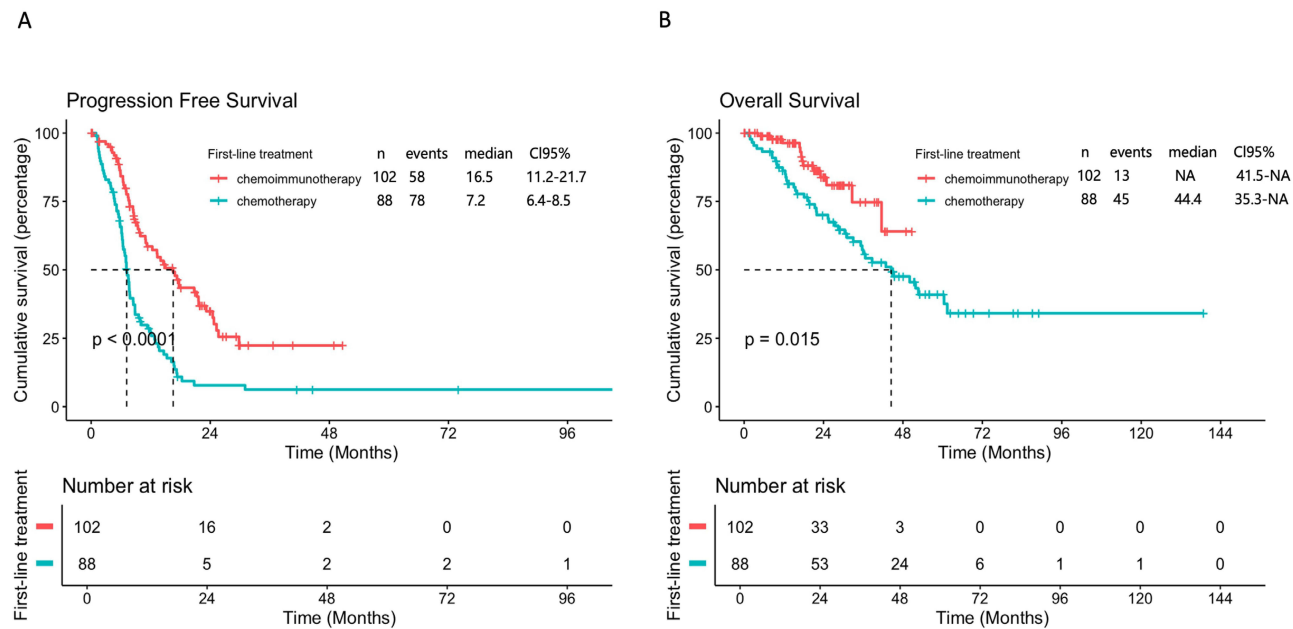 A
Progression Free Survival
Cumulative survival (percentage)
100
75
50
25
0
First-line treatment n events median CI95%
chemoimmunotherapy 102 58 16.5 11.2-21.7
chemotherapy 88 78 7.2 6.4-8.5
p < 0.0001
0 24 48 72 96
Time (Months)
Number at risk
First-line treatment
102 16 2 0 0
88 5 2 2 1
0 24 48 72 96
Time (Months)
B
Overall Survival
Cumulative survival (percentage)
100
75
50
25
0
First-line treatment n events median CI95%
chemoimmunotherapy 102 13 NA 41.5-NA
chemotherapy 88 45 44.4 35.3-NA
p = 0.015
0 24 48 72 96 120 144
Time (Months)
Number at risk
First-line treatment
102 33 3 0 0 0 0
88 53 24 6 1 1 0
0 24 48 72 96 120 144
Time (Months)